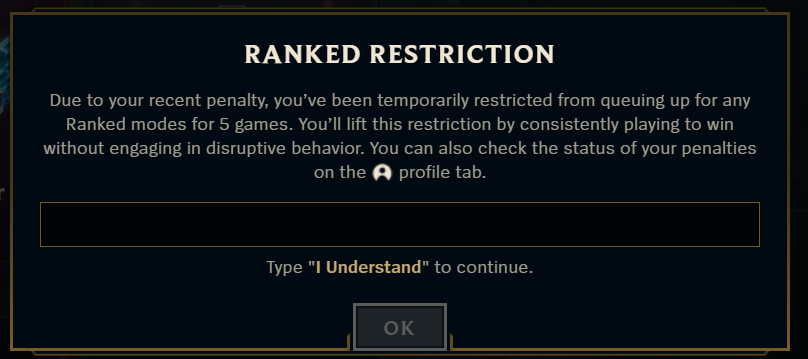 RANKED RESTRICTION
Due to your recent penalty, you've been temporarily restricted from queuing up for any
Ranked modes for 5 games. You'll lift this restriction by consistently playing to win
without engaging in disruptive behavior. You can also check the status of your penalties
on the profile tab.
Type "I Understand" to continue.
OK